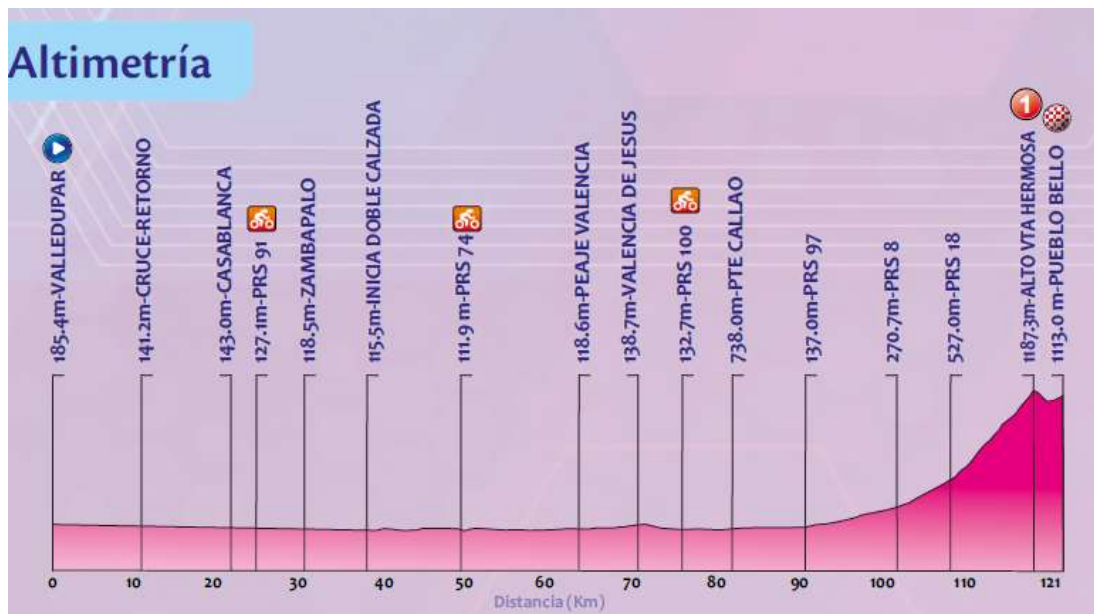 Altimetría
185.4m-VALLEDUPAR
141.2m-CRUCE-RETORNO
143.0m-CASABLANCA
127.1m-PRS 91
118.5m-ZAMBAPALO
115.5m-INICIA DOBLE CALZADA
111.9 m-PRS 74
118.6m-PEAJE VALENCIA
138.7m-VALENCIA DE JESUS
132.7m-PRS 100
738.0m-PTE CALLAO
137.0m-PRS 97
270.7m-PRS 8
527.0m-PRS 18
1187.3m-ALTO VTA HERMOSA
1113.0 m-PUEBLO BELLO
1
0 10 20 30 40 50 60 70 80 90 100 110 121
Distancia (Km)